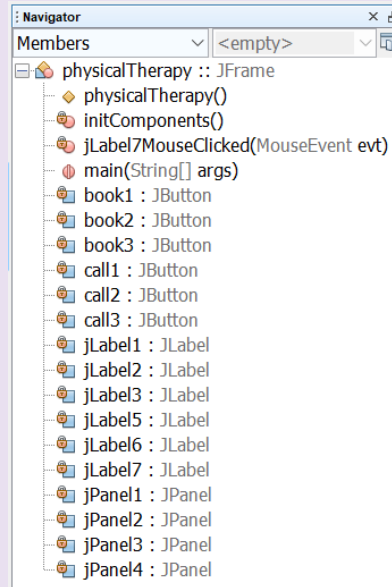 Navigator
Members <empty>
physicalTherapy :: JFrame
physicalTherapy()
initComponents()
jLabel7MouseClicked(MouseEvent evt)
main(String[] args)
book1 : JButton
book2 : JButton
book3 : JButton
call1 : JButton
call2 : JButton
call3 : JButton
jLabel1 : JLabel
jLabel2 : JLabel
jLabel3 : JLabel
jLabel5 : JLabel
jLabel6 : JLabel
jLabel7 : JLabel
jPanel1 : JPanel
jPanel2 : JPanel
jPanel3 : JPanel
jPanel4 : JPanel